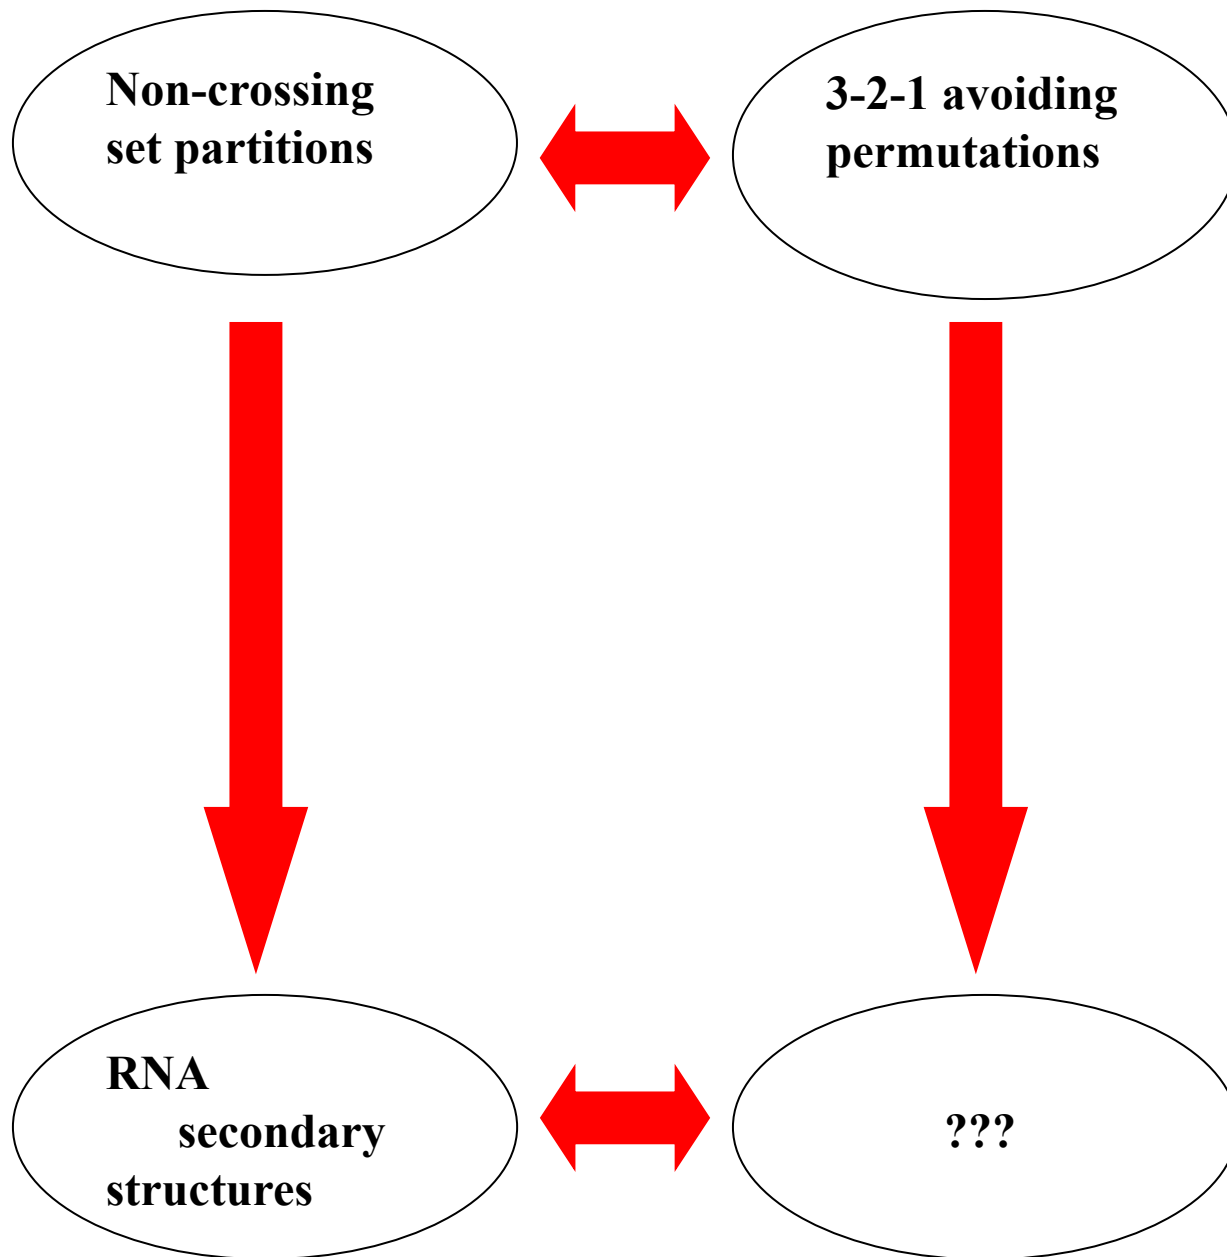 Non-crossing
set partitions
3-2-1 avoiding
permutations
RNA
secondary
structures
???